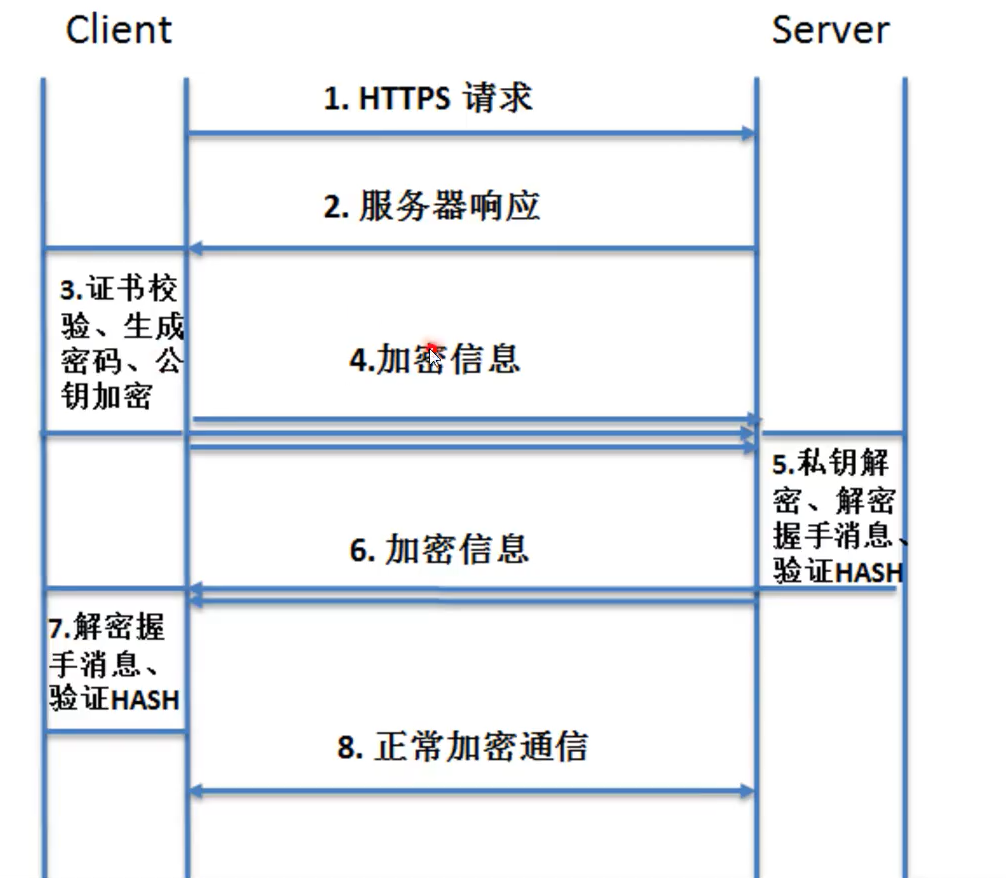 Client
Server
1. HTTPS 请求
2. 服务器响应
3.证书校
验、生成
密码、公
钥加密
4.加密信息
5.私钥解
密、解密
握手消息、
验证HASH
6. 加密信息
7.解密握
手消息、
验证HASH
8. 正常加密通信